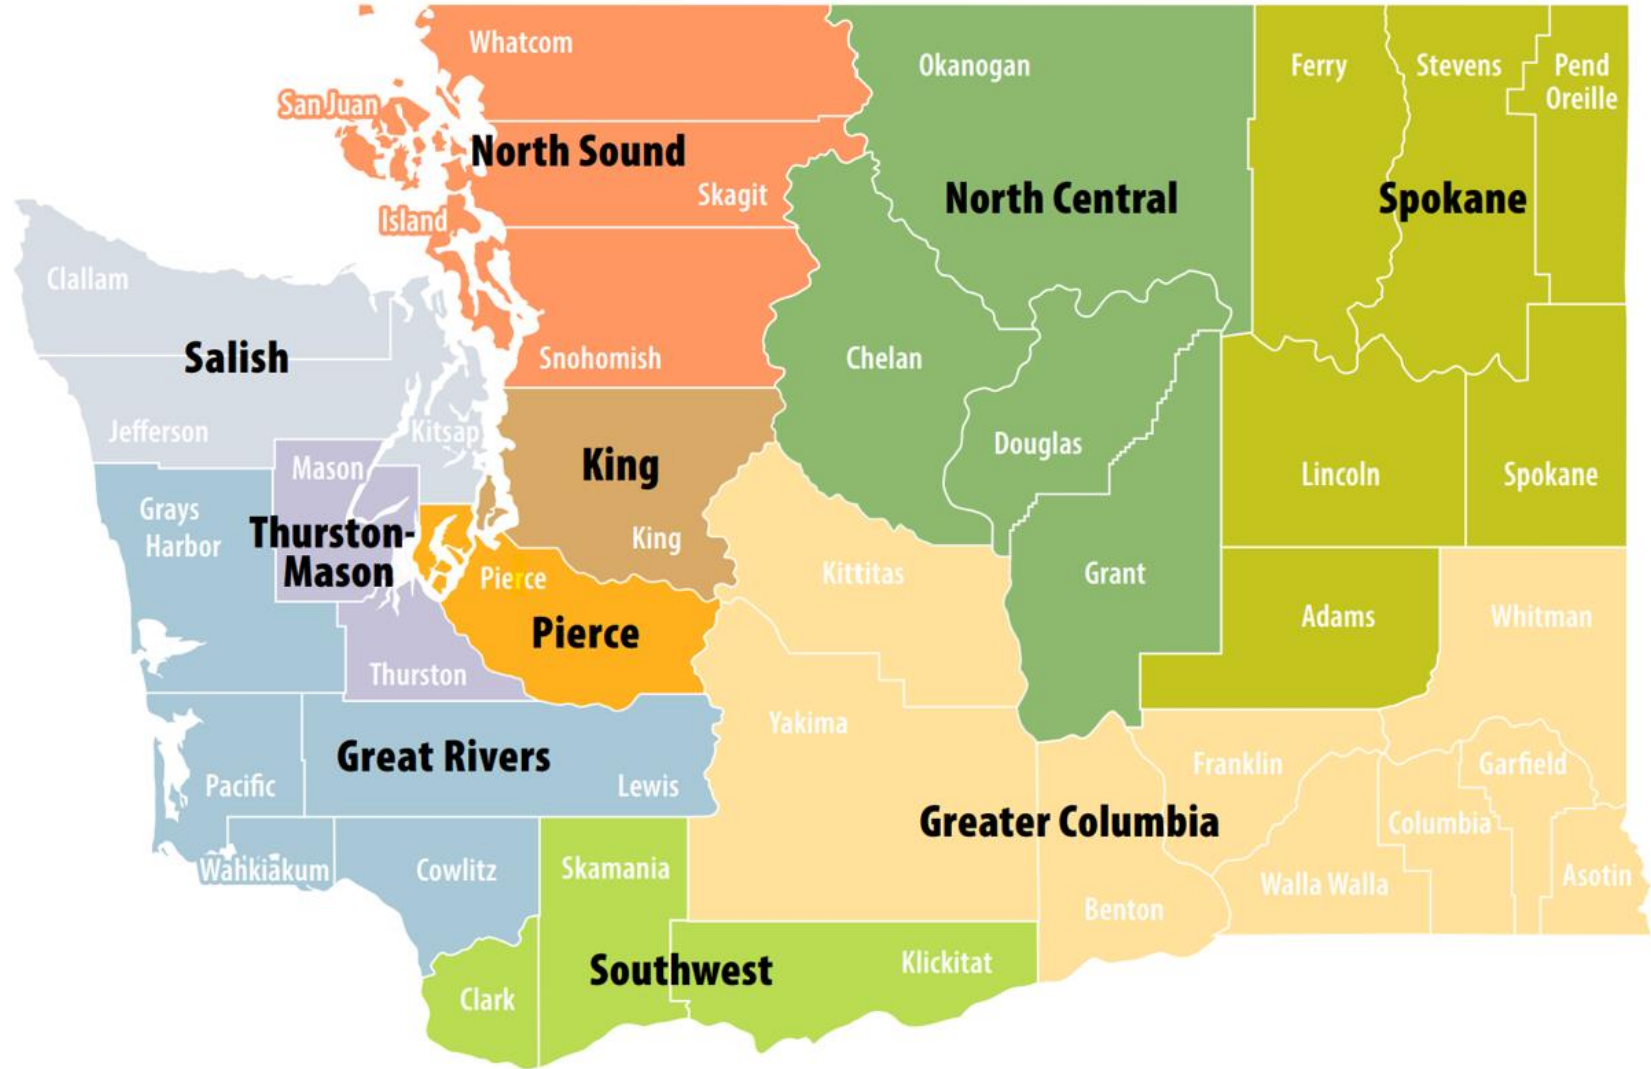 Whatcom
Okanogan
Ferry
Stevens
Pend
Oreille
San Juan
North Sound
Skagit
North Central
Spokane
Island
Clallam
Salish
Snohomish
Chelan
Jefferson
Kitsap
Douglas
Mason
King
Lincoln
Spokane
Grays
Harbor
Thurston-
Mason
King
Pierce
Kittitas
Grant
Adams
Whitman
Pierce
Thurston
Yakima
Great Rivers
Pacific
Lewis
Franklin
Garfield
Greater Columbia
Columbia
Wahkiakum
Cowlitz
Skamania
Walla Walla
Asotin
Benton
Southwest
Klickitat
Clark